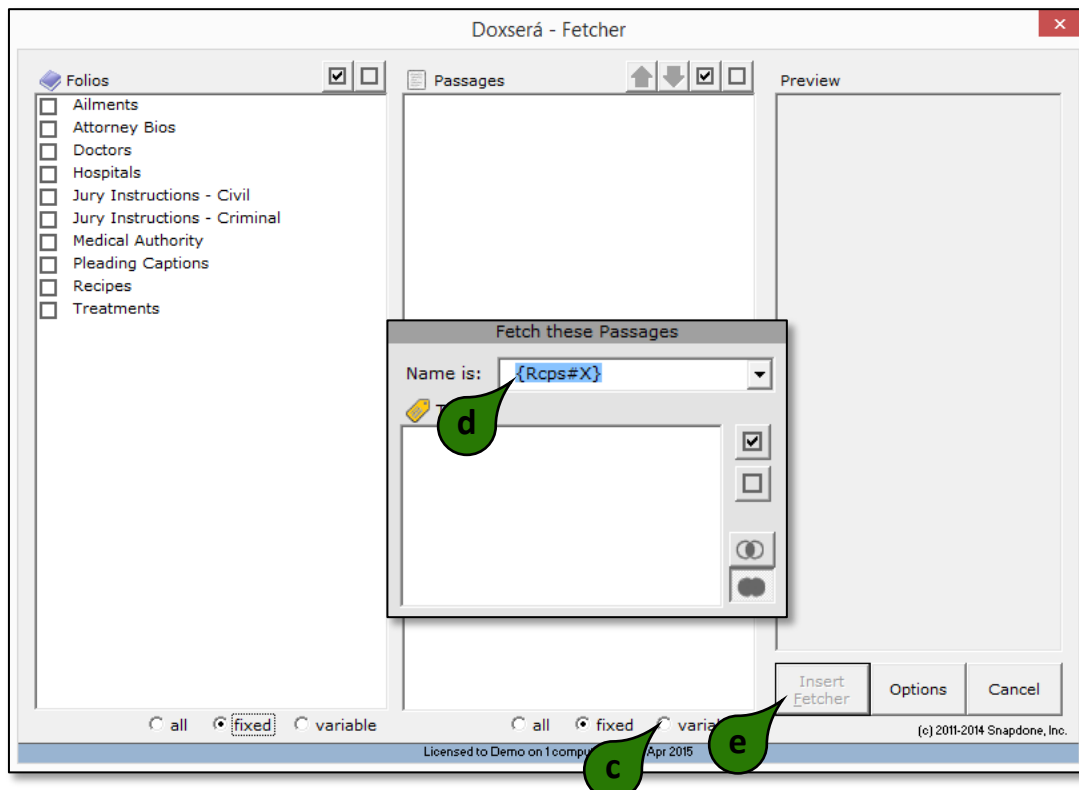 Doxserá - Fetcher
Folios
Ailments
Attorney Bios
Doctors
Hospitals
Jury Instructions - Civil
Jury Instructions - Criminal
Medical Authority
Pleading Captions
Recipes
Treatments
all fixed variable
Passages
Fetch these Passages
Name is: {Rcps#X}
d
all fixed
c
Preview
Insert Fetcher
Options
Cancel
e
(c) 2011-2014 Snapdone, Inc.
Licensed to Demo on 1 Apr 2015